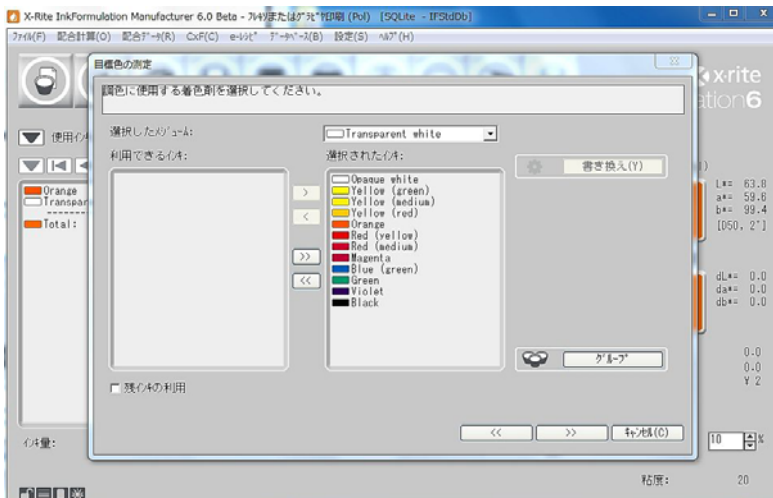 X-Rite InkFormulation Manufacturer 6.0 Beta - フレキソまたはグラビア印刷 (Pol) [SQLite - IFStdDb]
ファイル(F) 配合計算(O) 配合データ(R) CxF(C) e-レシピ データベース(B) 設定(S) ヘルプ(H)
目標色の測定
x·rite
ation6
調色に使用する着色剤を選択してください。
選択したメジューム:
Transparent white
利用できるインキ:
選択されたインキ:
書き換え(Y)
使用インキ
Opaque white
Yellow (green)
Yellow (medium)
Yellow (red)
Orange
Red (yellow)
Red (medium)
Magenta
Blue (green)
Green
Violet
Black
>
<
>>
<<
Orange
Transpar
Total:
L*= 63.8
a*= 59.6
b*= 99.4
[D50, 2°]
dL*= 0.0
da*= 0.0
db*= 0.0
0.0
0.0
Y 2
グループ
残インキの利用
<<
>>
キャンセル(C)
インキ量:
10 %
粘度: 20